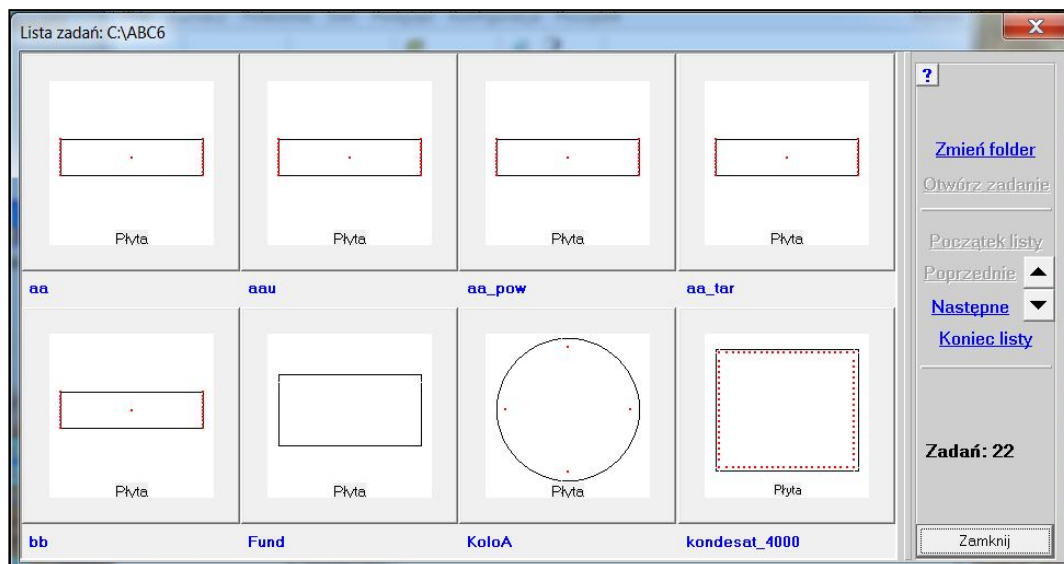 Lista zadań: C:\ABC6
X
?
Płyta
Płyta
Płyta
Płyta
aa
aau
aa_pow
aa_tar
Płyta
Płyta
Płyta
Płyta
bb
Fund
KoloA
kondesat_4000
Zmień folder
Otwórz zadanie
Początek listy
Poprzednie
Następne
Koniec listy
Zadań: 22
Zamknij